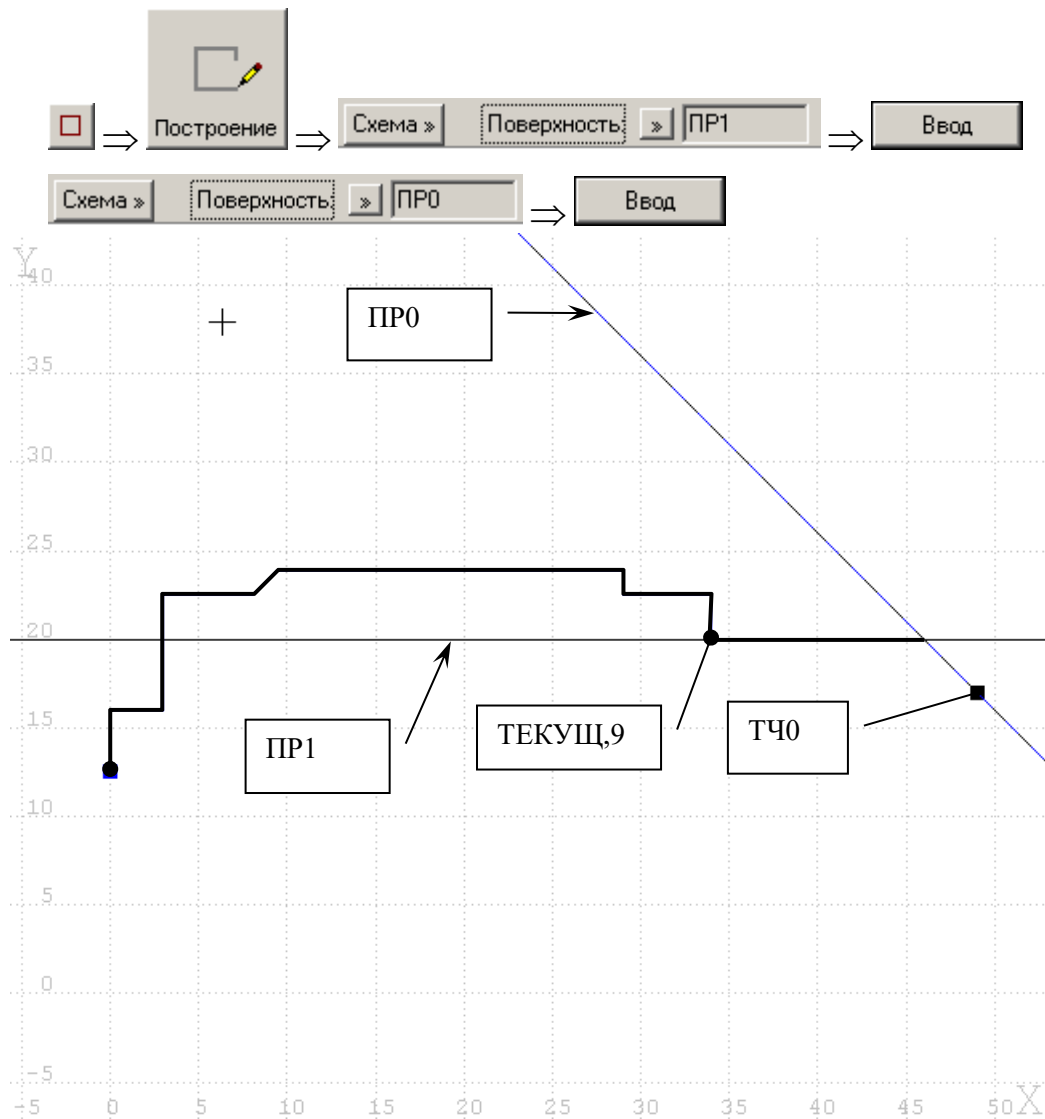 Построение
Схема » Поверхность: » ПР1
Ввод
Схема » Поверхность: » ПР0
Ввод
Y
40
ПР0
35
30
25
20
ПР1
ТЕКУЩ,9
ТЧ0
15
10
5
0
-5
-5 0 5 10 15 20 25 30 35 40 45 50 X